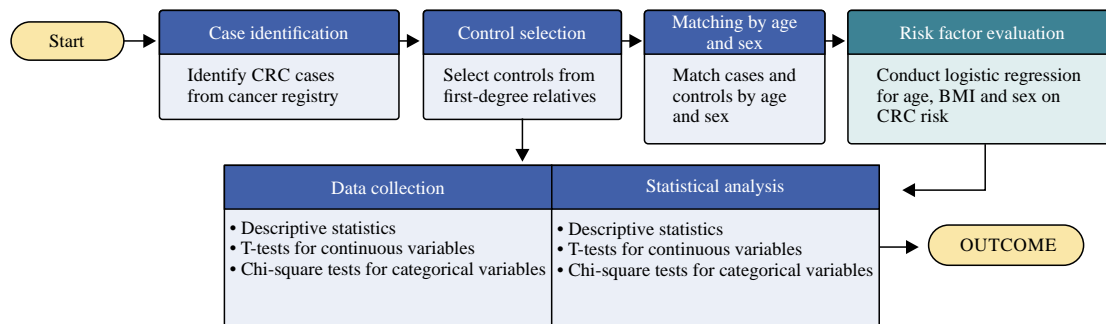 Start
Case identification
Identify CRC cases
from cancer registry
Control selection
Select controls from
first-degree relatives
Matching by age
and sex
Match cases and
controls by age
and sex
Risk factor evaluation
Conduct logistic regression
for age, BMI and sex on
CRC risk
Data collection
• Descriptive statistics
• T-tests for continuous variables
• Chi-square tests for categorical variables
Statistical analysis
• Descriptive statistics
• T-tests for continuous variables
• Chi-square tests for categorical variables
OUTCOME